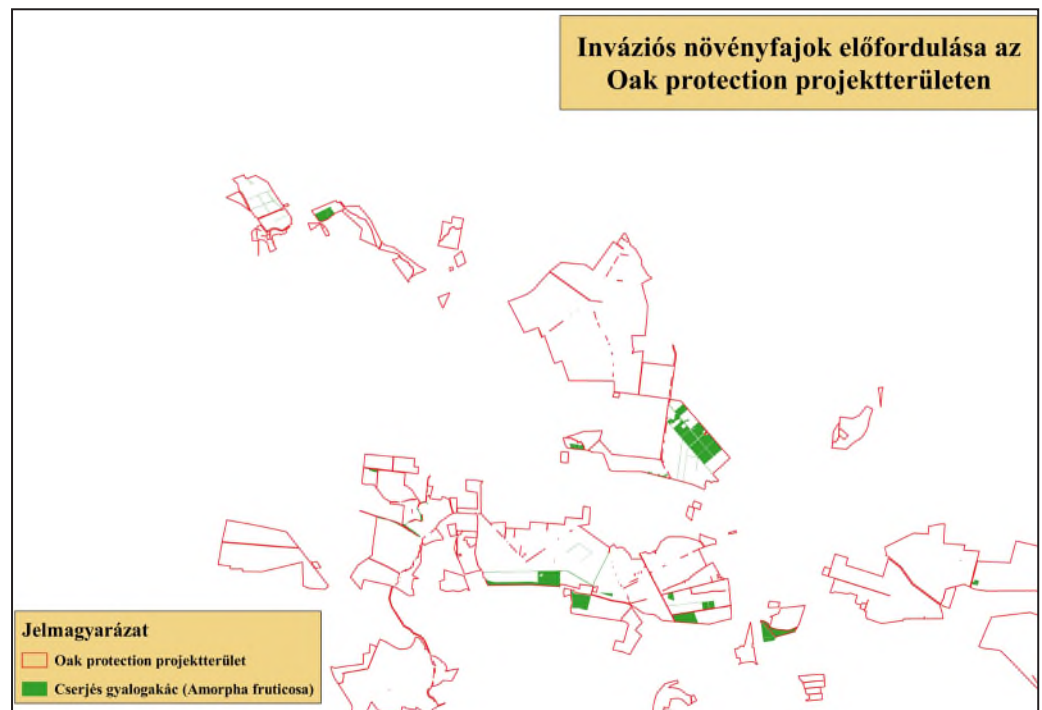 Inváziós növényfajok előfordulása az
Oak protection projektterületen
Jelmagyarázat
Oak protection projektterület
Cserjés gyalogakác (Amorpha fruticosa)